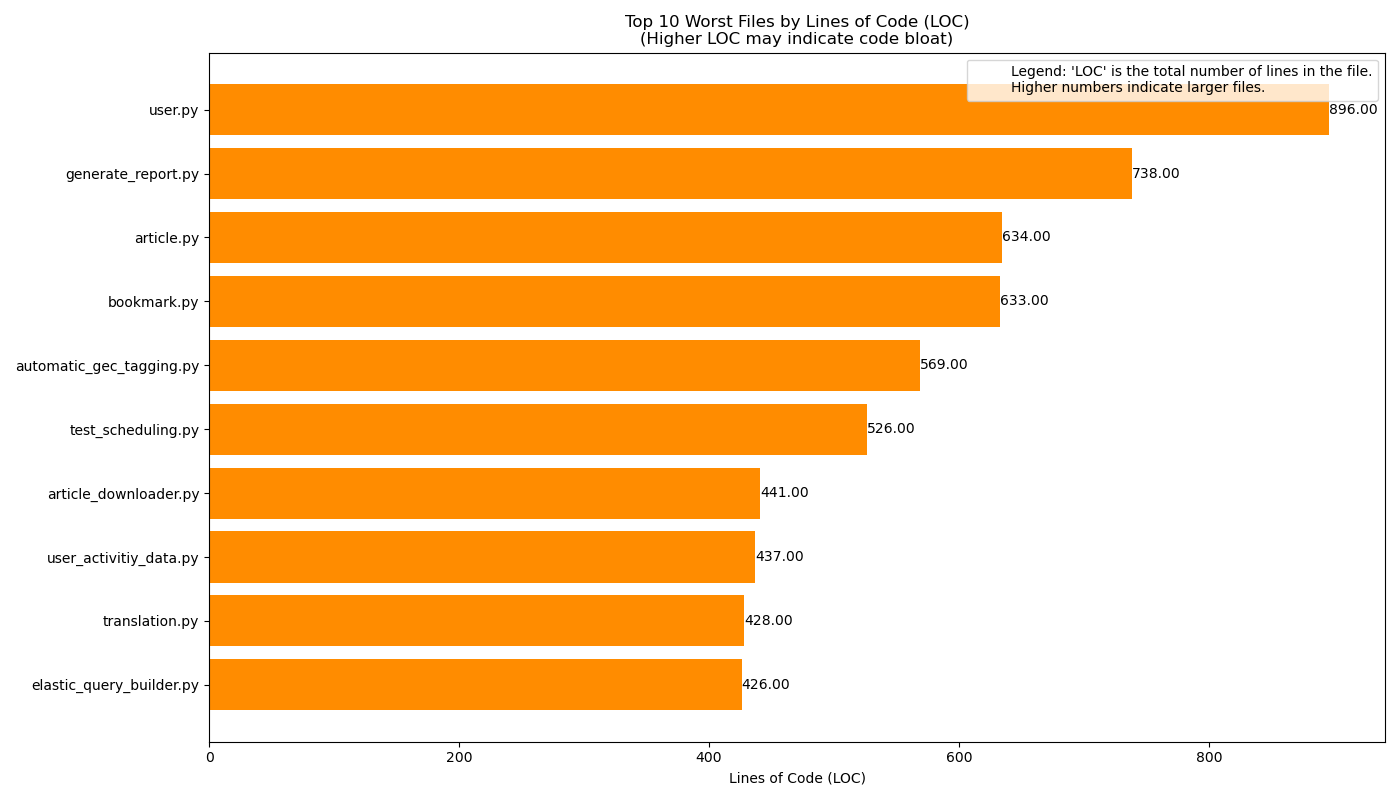 Top 10 Worst Files by Lines of Code (LOC)
(Higher LOC may indicate code bloat)
Legend: 'LOC' is the total number of lines in the file.
Higher numbers indicate larger files.
user.py 896.00
generate_report.py 738.00
article.py 634.00
bookmark.py 633.00
automatic_gec_tagging.py 569.00
test_scheduling.py 526.00
article_downloader.py 441.00
user_activitiy_data.py 437.00
translation.py 428.00
elastic_query_builder.py 426.00
0 200 400 600 800
Lines of Code (LOC)